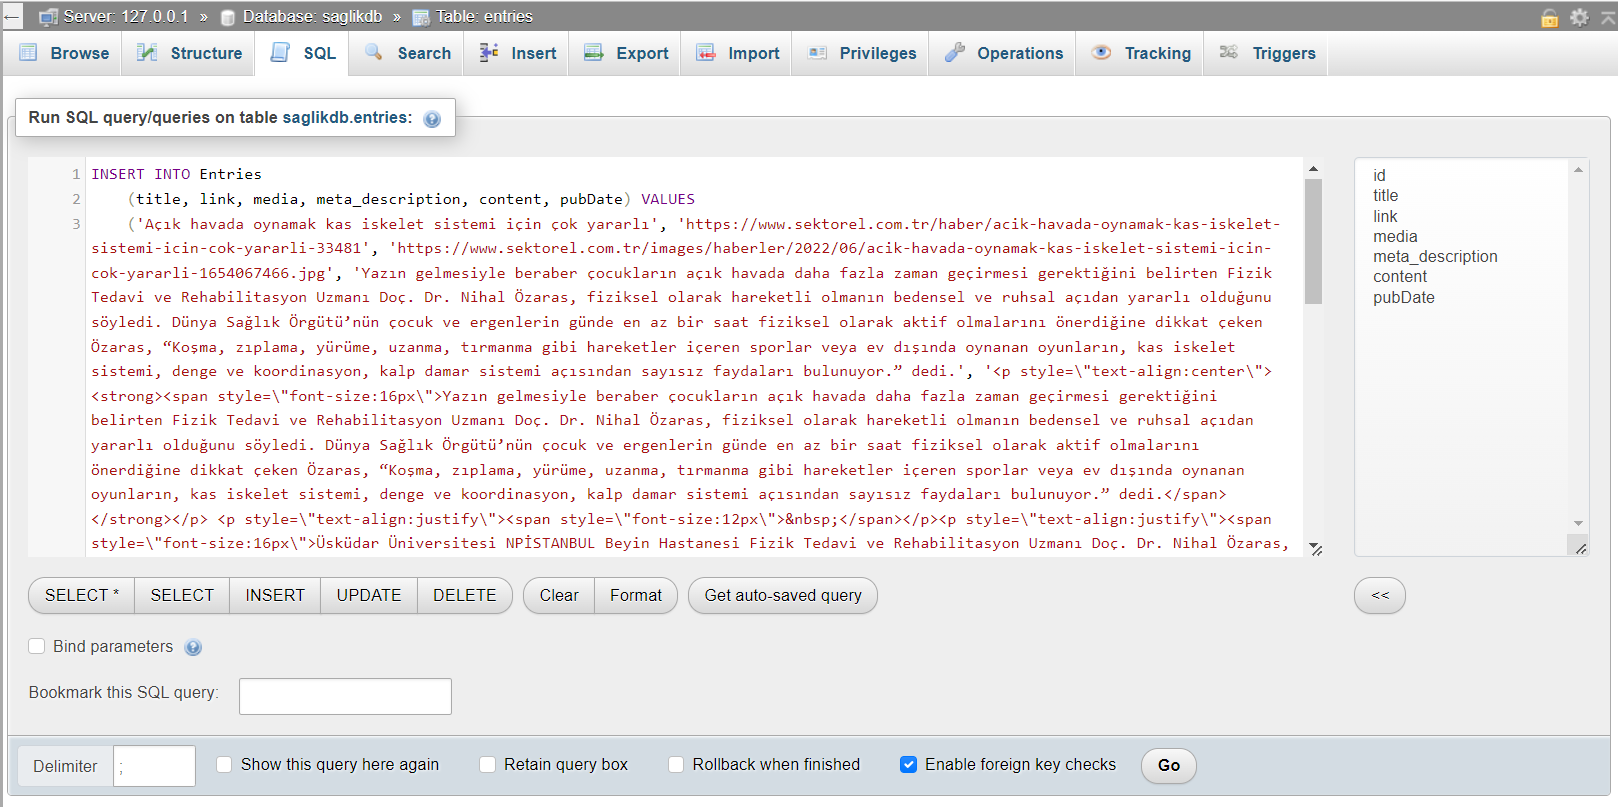 ← Server: 127.0.0.1 » Database: saglikdb » Table: entries
Browse Structure SQL Search Insert Export Import Privileges Operations Tracking Triggers
Run SQL query/queries on table saglikdb.entries:
1 INSERT INTO Entries
2 (title, link, media, meta_description, content, pubDate) VALUES
3 ('Açık havada oynamak kas iskelet sistemi için çok yararlı', 'https://www.sektorel.com.tr/haber/acik-havada-oynamak-kas-iskelet-
sistemi-icin-cok-yararli-33481', 'https://www.sektorel.com.tr/images/haberler/2022/06/acik-havada-oynamak-kas-iskelet-sistemi-icin-
cok-yararli-1654067466.jpg', 'Yazın gelmesiyle beraber çocukların açık havada daha fazla zaman geçirmesi gerektiğini belirten Fizik
Tedavi ve Rehabilitasyon Uzmanı Doç. Dr. Nihal Özaras, fiziksel olarak hareketli olmanın bedensel ve ruhsal açıdan yararlı olduğunu
söyledi. Dünya Sağlık Örgütü’nün çocuk ve ergenlerin günde en az bir saat fiziksel olarak aktif olmalarını önerdiğine dikkat çeken
Özaras, “Koşma, zıplama, yürüme, uzanma, tırmanma gibi hareketler içeren sporlar veya ev dışında oynanan oyunların, kas iskelet
sistemi, denge ve koordinasyon, kalp damar sistemi açısından sayısız faydaları bulunuyor.” dedi.', '<p style=\"text-align:center\">
<strong><span style=\"font-size:16px\">Yazın gelmesiyle beraber çocukların açık havada daha fazla zaman geçirmesi gerektiğini
belirten Fizik Tedavi ve Rehabilitasyon Uzmanı Doç. Dr. Nihal Özaras, fiziksel olarak hareketli olmanın bedensel ve ruhsal açıdan
yararlı olduğunu söyledi. Dünya Sağlık Örgütü’nün çocuk ve ergenlerin günde en az bir saat fiziksel olarak aktif olmalarını
önerdiğine dikkat çeken Özaras, “Koşma, zıplama, yürüme, uzanma, tırmanma gibi hareketler içeren sporlar veya ev dışında oynanan
oyunların, kas iskelet sistemi, denge ve koordinasyon, kalp damar sistemi açısından sayısız faydaları bulunuyor.” dedi.</span>
</strong></p> <p style=\"text-align:justify\"><span style=\"font-size:12px\">&nbsp;</span></p><p style=\"text-align:justify\"><span
style=\"font-size:16px\">Üsküdar Üniversitesi NPİSTANBUL Beyin Hastanesi Fizik Tedavi ve Rehabilitasyon Uzmanı Doç. Dr. Nihal Özaras,
id
title
link
media
meta_description
content
pubDate
SELECT * SELECT INSERT UPDATE DELETE Clear Format Get auto-saved query <<
Bind parameters
Bookmark this SQL query:
Delimiter ; Show this query here again Retain query box Rollback when finished Enable foreign key checks Go